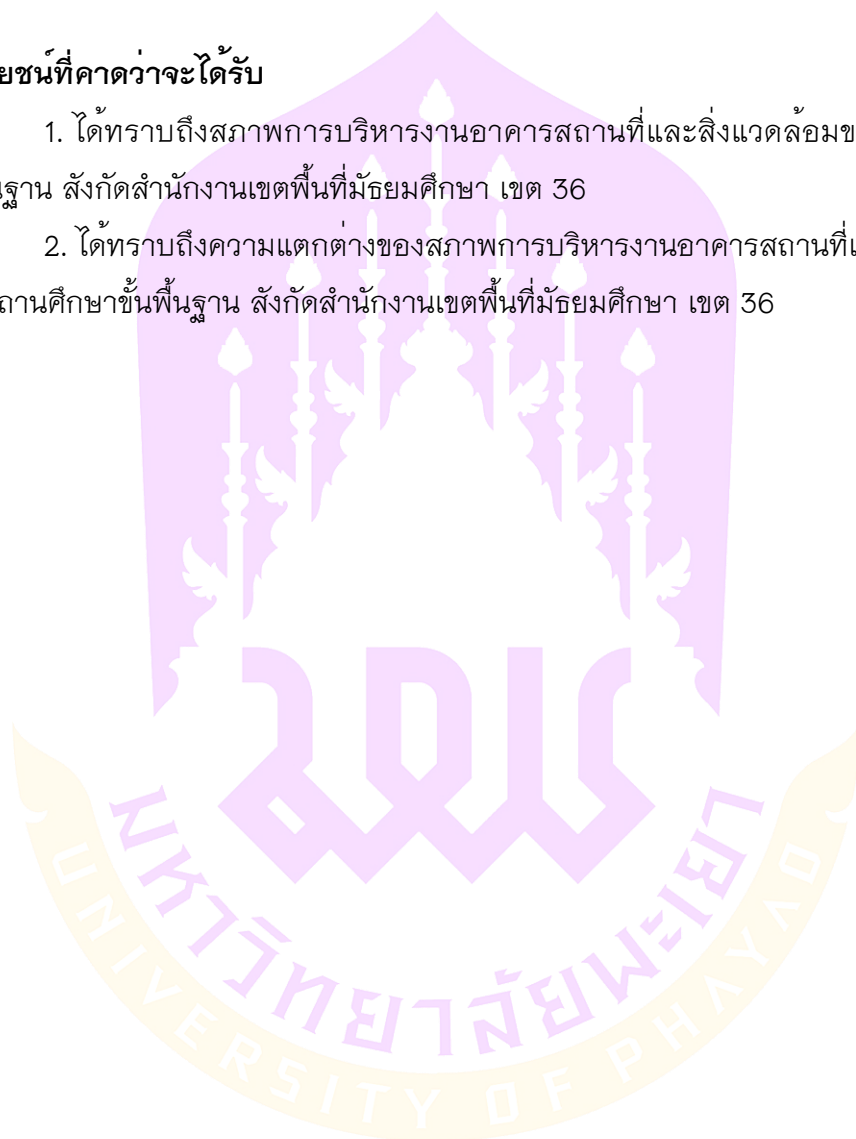 ยชน์ที่คาดว่าจะได้รับ
1. ได้ทราบถึงสภาพการบริหารงานอาคารสถานที่และสิ่งแวดล้อมข
นฐาน สังกัดสำนักงานเขตพื้นที่มัธยมศึกษา เขต 36
2. ได้ทราบถึงความแตกต่างของสภาพการบริหารงานอาคารสถานที่แ
ถานศึกษาขั้นพื้นฐาน สังกัดสำนักงานเขตพื้นที่มัธยมศึกษา เขต 36
มหาวิทยาลัยพะเยา
UNIVERSITY OF PHAYAO